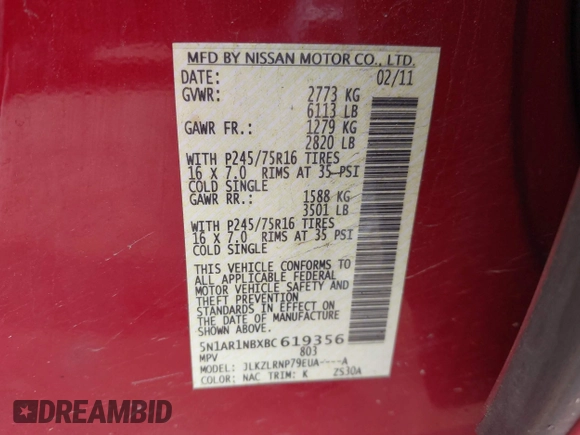 MFD BY NISSAN MOTOR CO., LTD.
DATE: 02/11
GVWR: 2773 KG
6113 LB
GAWR FR.: 1279 KG
2820 LB
WITH P245/75R16 TIRES
16 X 7.0 RIMS AT 35 PSI
COLD SINGLE
GAWR RR.: 1588 KG
3501 LB
WITH P245/75R16 TIRES
16 X 7.0 RIMS AT 35 PSI
COLD SINGLE
THIS VEHICLE CONFORMS TO
ALL APPLICABLE FEDERAL
MOTOR VEHICLE SAFETY AND
THEFT PREVENTION
STANDARDS IN EFFECT ON
THE DATE OF MANUFACTURE
SHOWN ABOVE.
5N1AR1NBXBC619356
MPV 803
MODEL: JLKZLRNP79EUA----A
COLOR: NAC TRIM: K ZS30A
DREAMBID